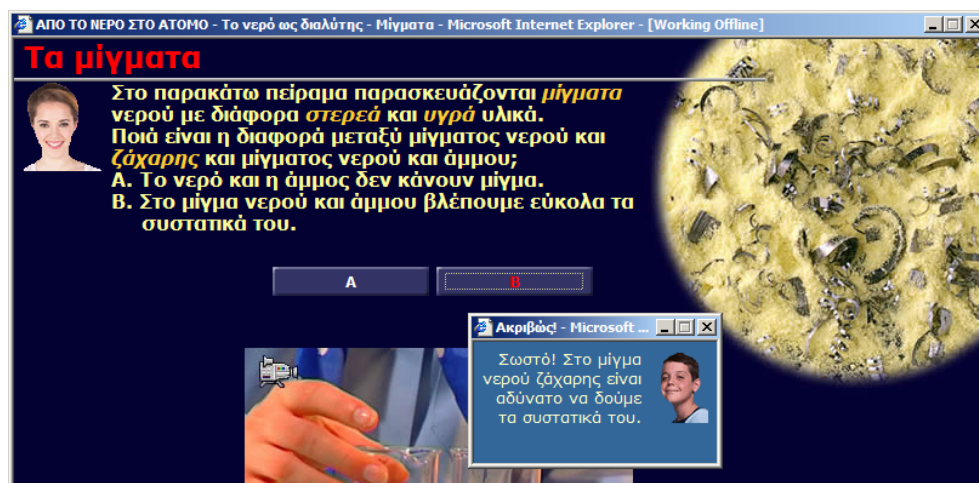 ΑΠΟ ΤΟ ΝΕΡΟ ΣΤΟ ΑΤΟΜΟ - Το νερό ως διαλύτης - Μίγματα - Microsoft Internet Explorer - [Working Offline]
Τα μίγματα
Στο παρακάτω πείραμα παρασκευάζονται μίγματα
νερού με διάφορα στερεά και υγρά υλικά.
Ποιά είναι η διαφορά μεταξύ μίγματος νερού και
ζάχαρης και μίγματος νερού και άμμου;
Α. Το νερό και η άμμος δεν κάνουν μίγμα.
Β. Στο μίγμα νερού και άμμου βλέπουμε εύκολα τα
συστατικά του.
Α
Β
Ακριβώς! - Microsoft ...
Σωστό! Στο μίγμα
νερού ζάχαρης είναι
αδύνατο να δούμε
τα συστατικά του.